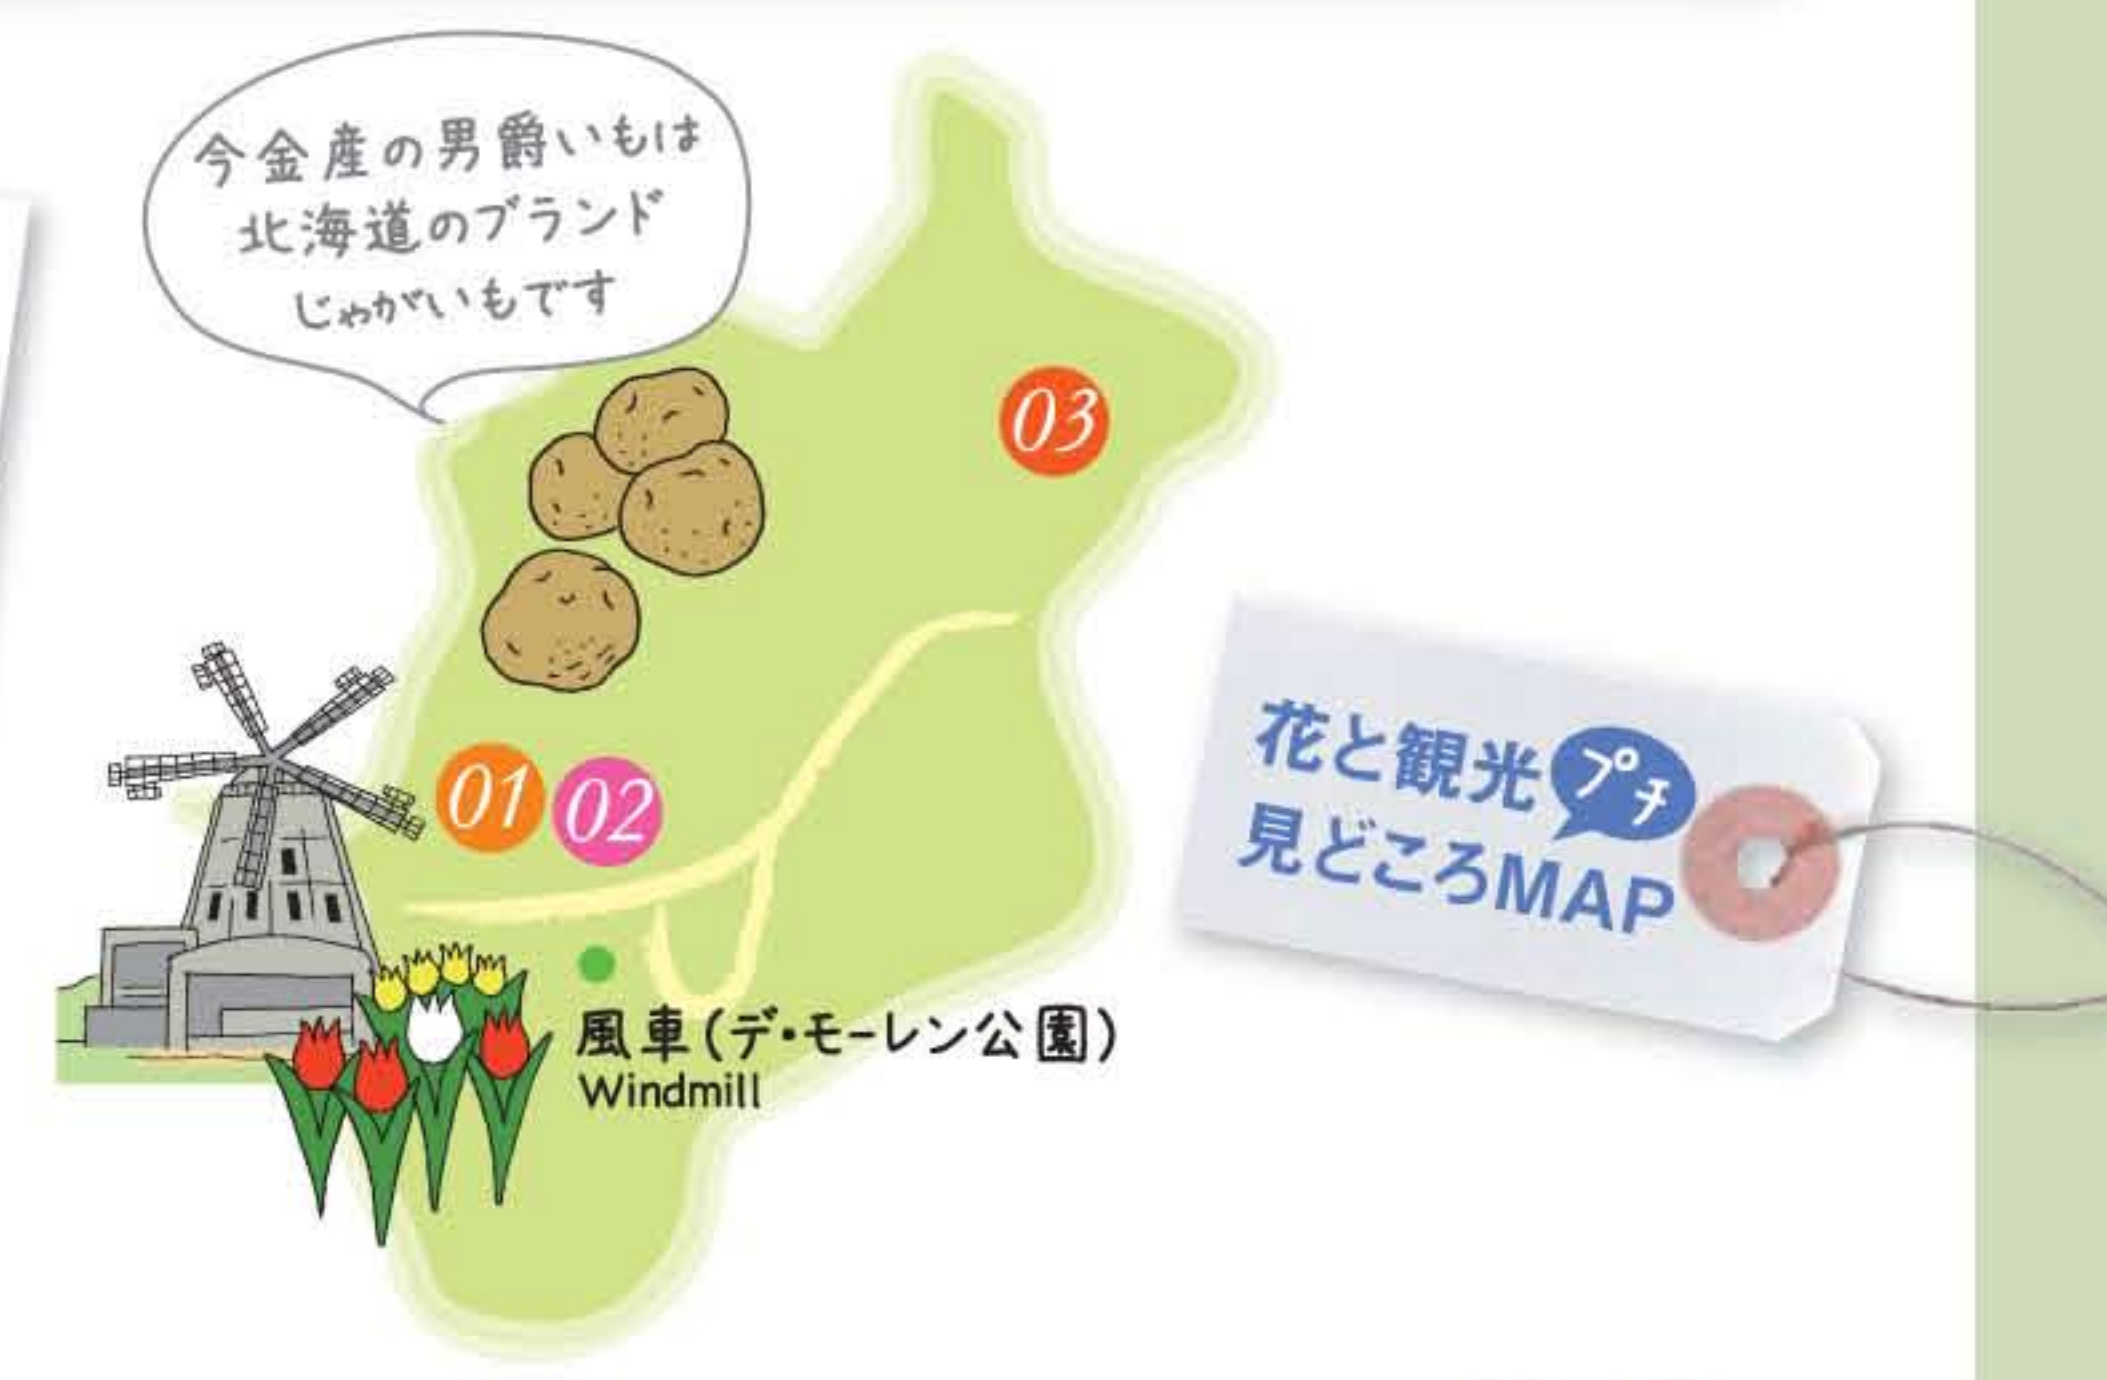 今金産の男爵いもは
北海道のブランド
じゃがいもです
03
01
02
風車(デ・モーレン公園)
Windmill
花と観光プチ
見どころMAP